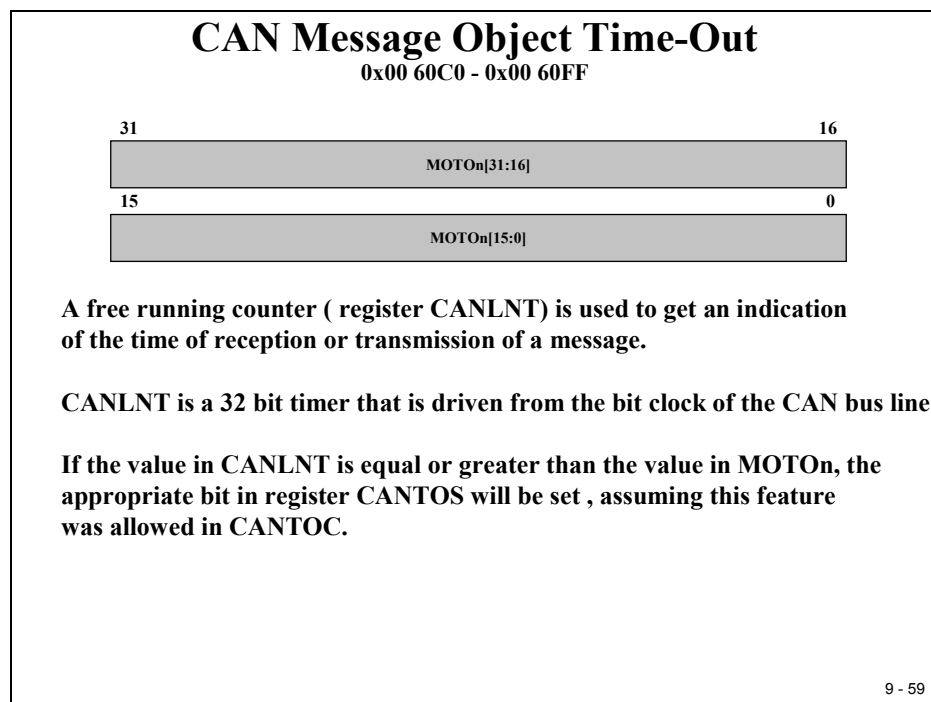 CAN Message Object Time-Out
0x00 60C0 - 0x00 60FF
31 16
MOTOn[31:16]
15 0
MOTOn[15:0]
A free running counter ( register CANLNT) is used to get an indication
of the time of reception or transmission of a message.
CANLNT is a 32 bit timer that is driven from the bit clock of the CAN bus line
If the value in CANLNT is equal or greater than the value in MOTOn, the
appropriate bit in register CANTOS will be set , assuming this feature
was allowed in CANTOC.
9 - 59